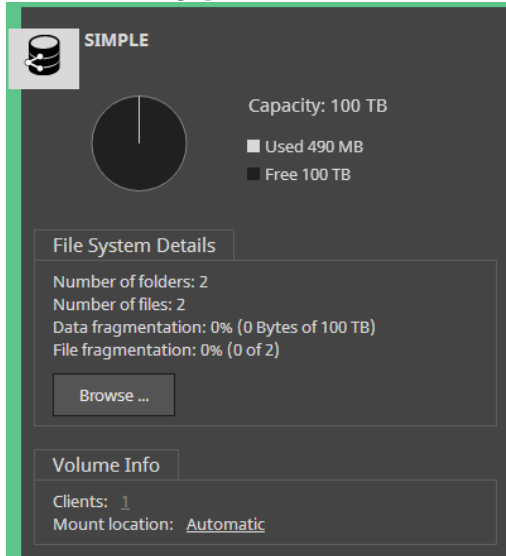 SIMPLE
Capacity: 100 TB
Used 490 MB
Free 100 TB
File System Details
Number of folders: 2
Number of files: 2
Data fragmentation: 0% (0 Bytes of 100 TB)
File fragmentation: 0% (0 of 2)
Browse ...
Volume Info
Clients: 1
Mount location: Automatic